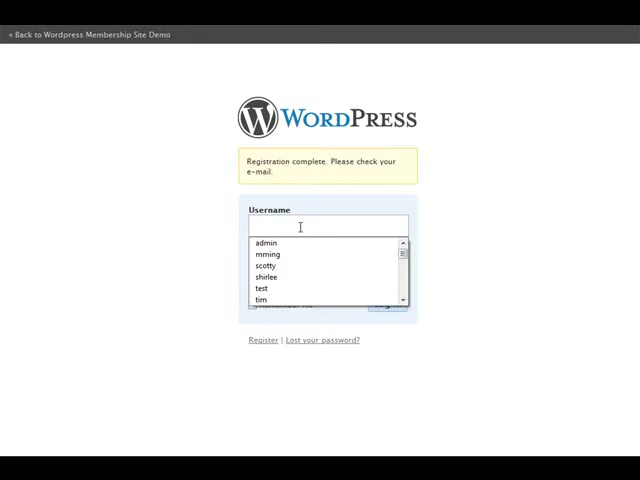 « Back to Wordpress Membership Site Demo
WORDPRESS
Registration complete. Please check your
e-mail.
Username
admin
mming
scotty
shirlee
test
tim
Register | Lost your password?